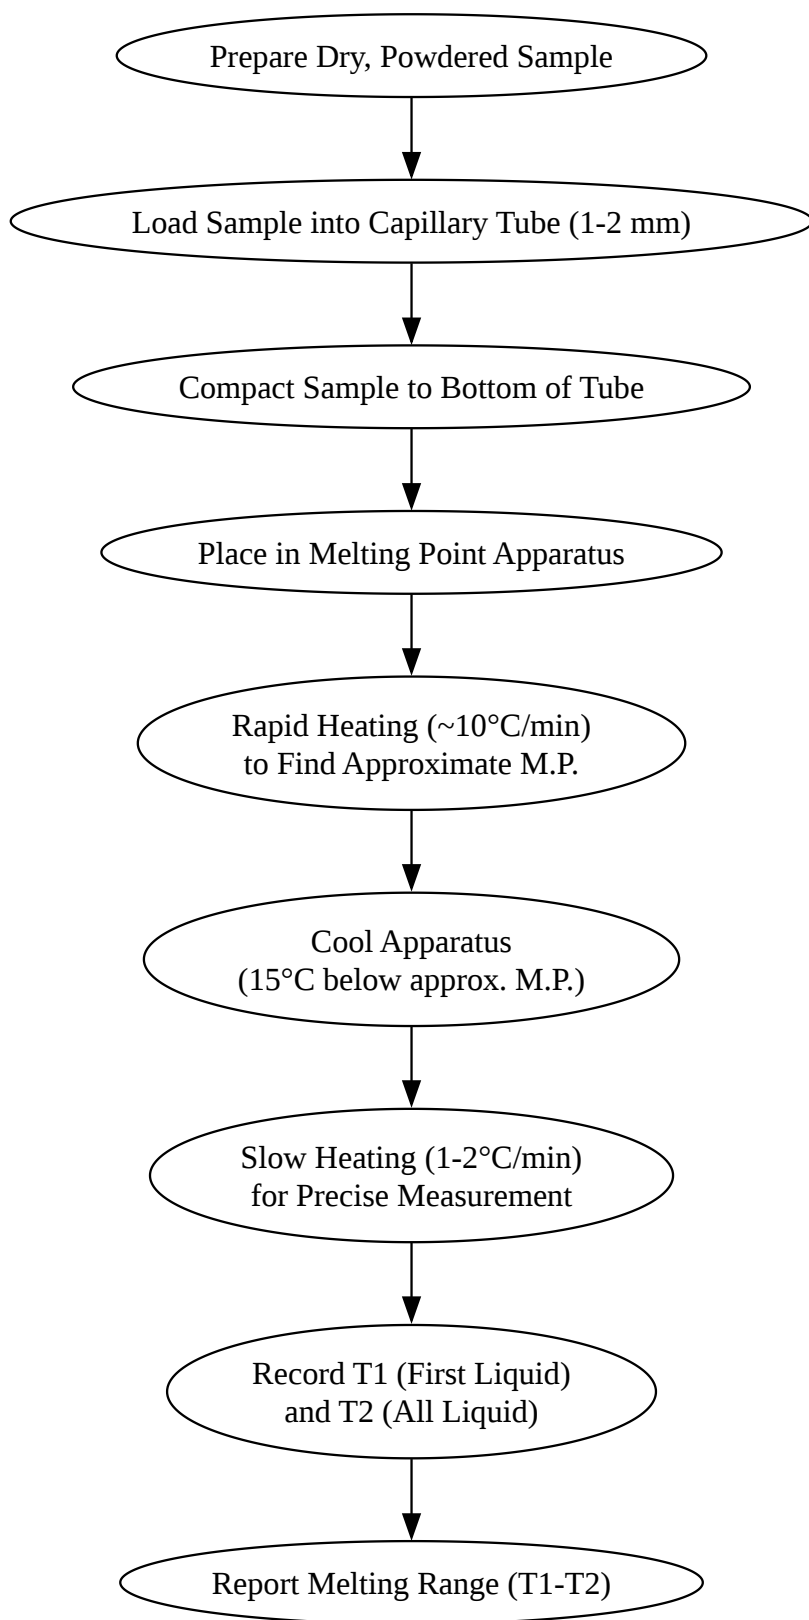 Prepare Dry, Powdered Sample
Load Sample into Capillary Tube (1-2 mm)
Compact Sample to Bottom of Tube
Place in Melting Point Apparatus
Rapid Heating (~10°C/min)
to Find Approximate M.P.
Cool Apparatus
(15°C below approx. M.P.)
Slow Heating (1-2°C/min)
for Precise Measurement
Record T1 (First Liquid)
and T2 (All Liquid)
Report Melting Range (T1-T2)